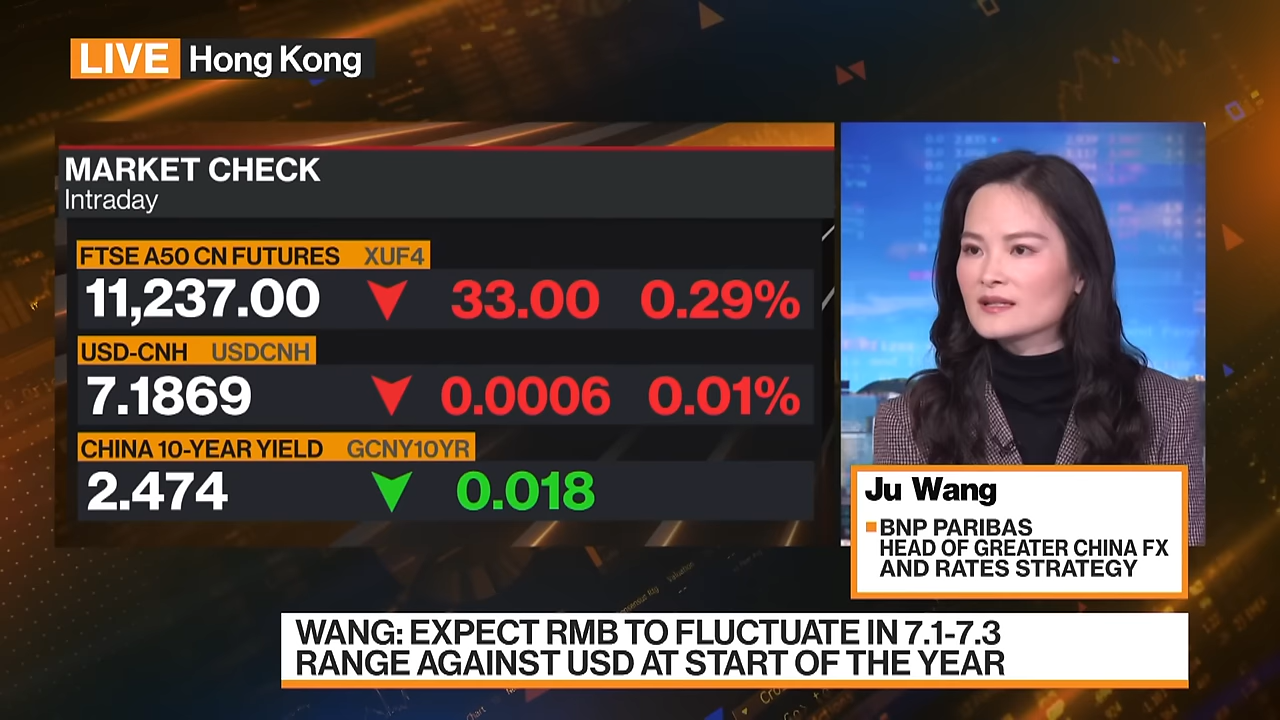 LIVE Hong Kong
MARKET CHECK
Intraday
FTSE A50 CN FUTURES XUF4
11,237.00 33.00 0.29%
USD-CNH USDCNH
7.1869 0.0006 0.01%
CHINA 10-YEAR YIELD GCNY10YR
2.474 0.018
Ju Wang
BNP PARIBAS
HEAD OF GREATER CHINA FX
AND RATES STRATEGY
WANG: EXPECT RMB TO FLUCTUATE IN 7.1-7.3
RANGE AGAINST USD AT START OF THE YEAR